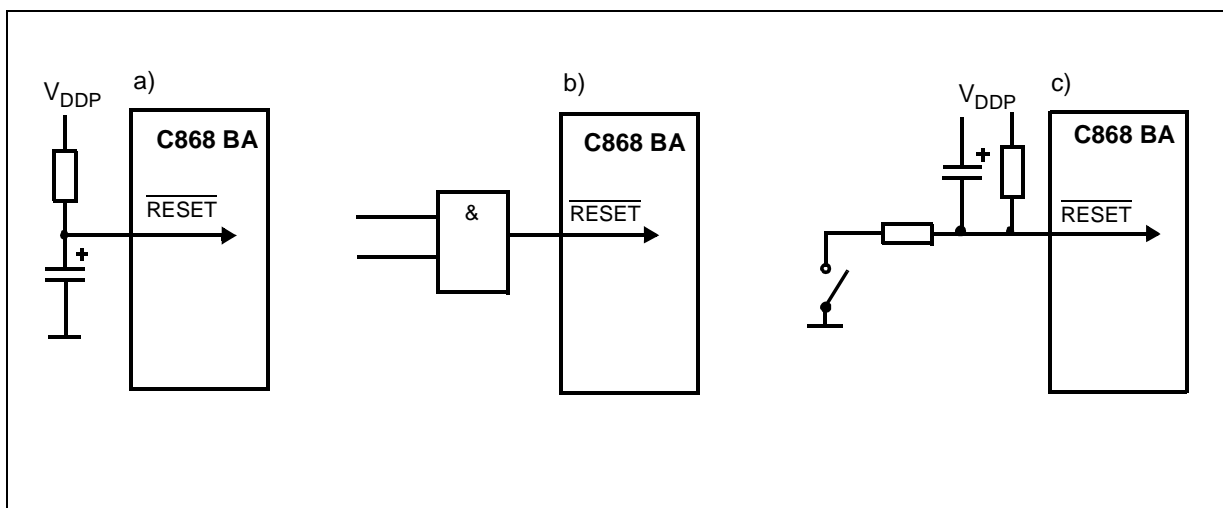 a)
V_DDP
C868 BA
RESET
b)
C868 BA
&
RESET
c)
V_DDP
C868 BA
RESET
+
+